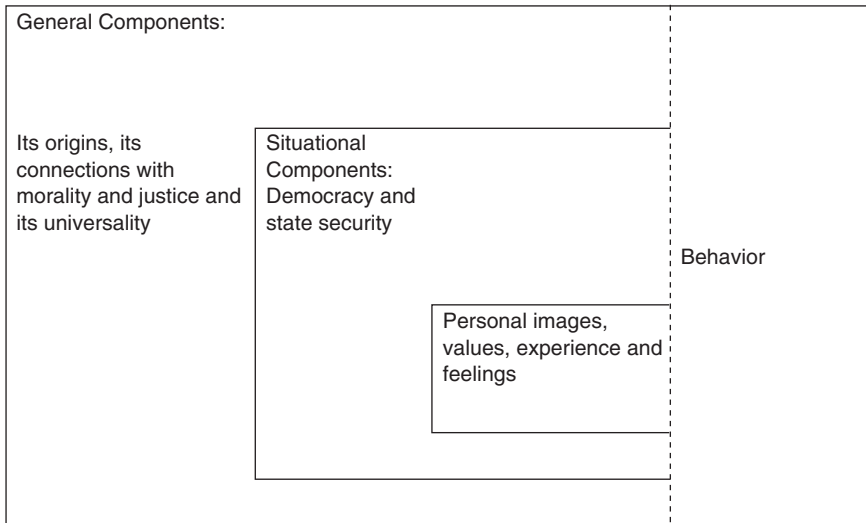 General Components:
Its origins, its
connections with
morality and justice and
its universality
Situational
Components:
Democracy and
state security
Behavior
Personal images,
values, experience and
feelings